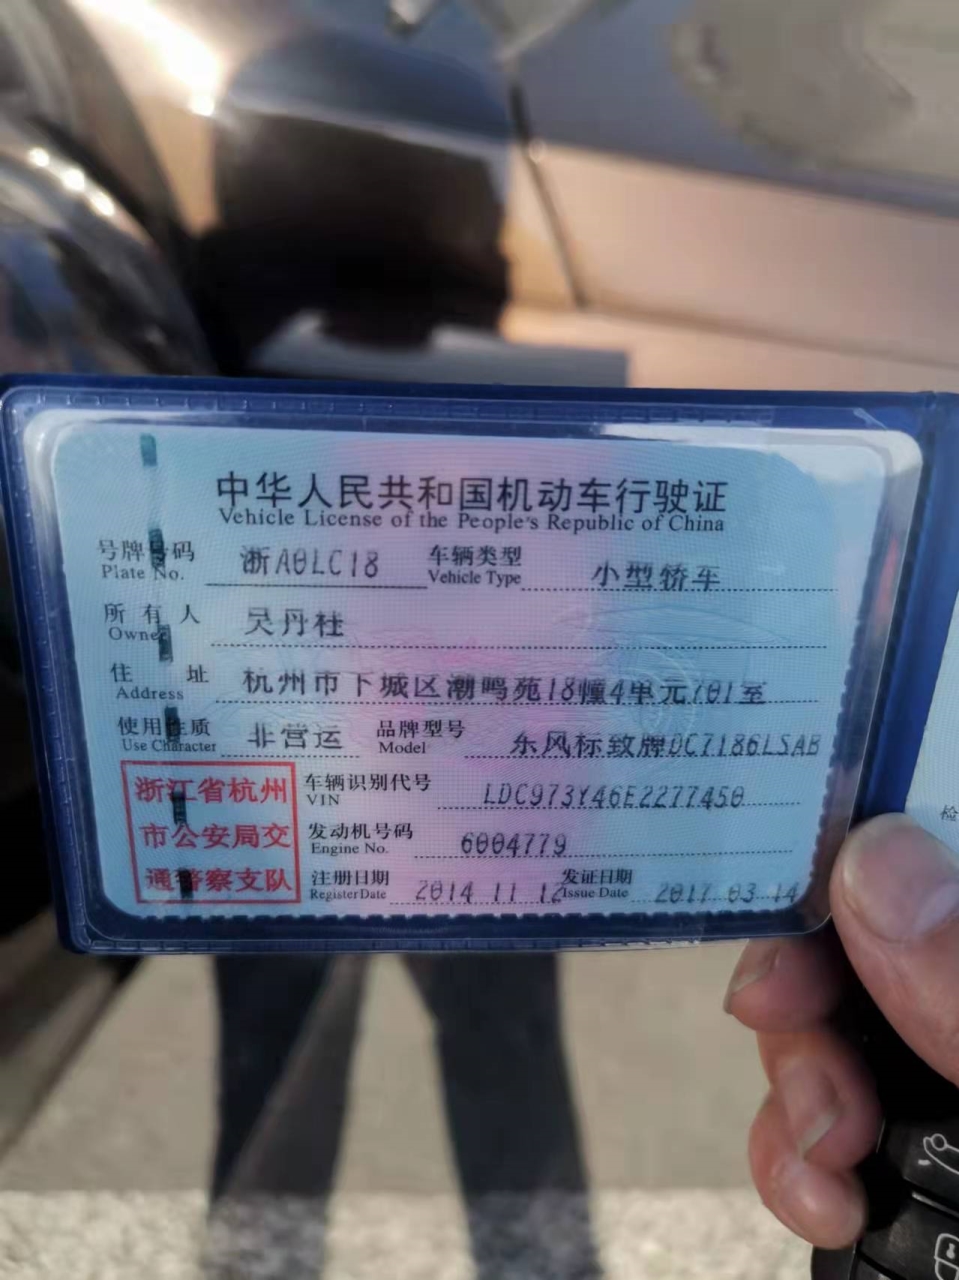 中华人民共和国机动车行驶证
Vehicle License of the People's Republic of China
号牌号码 浙A0LC18 车辆类型 小型轿车
Plate No. Vehicle Type
所有人 吴丹桂
Owner
住址 杭州市下城区潮鸣苑18幢4单元701室
Address
使用性质 非营运 品牌型号 东风标致牌DC7186LSAB
Use Character Model
浙江省杭州 车辆识别代号 LDC973Y46E2277450
VIN
市公安局交 发动机号码 6004779
Engine No.
通警察支队 注册日期 2014 11 12 发证日期 2017 03 14
Register Date Issue Date
检